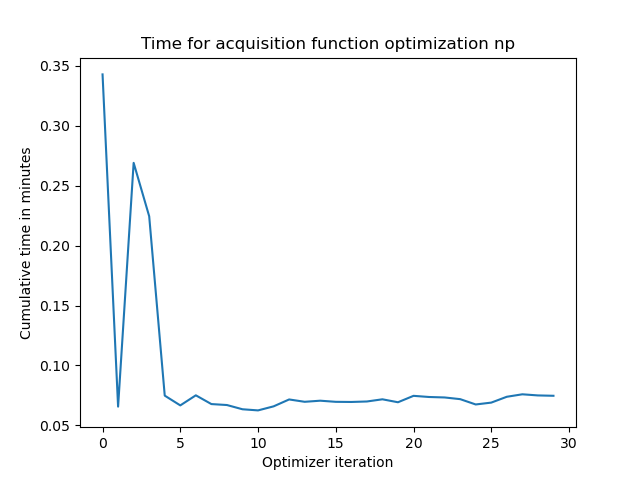 Time for acquisition function optimization np
Cumulative time in minutes
0.35
0.30
0.25
0.20
0.15
0.10
0.05
0 5 10 15 20 25 30
Optimizer iteration